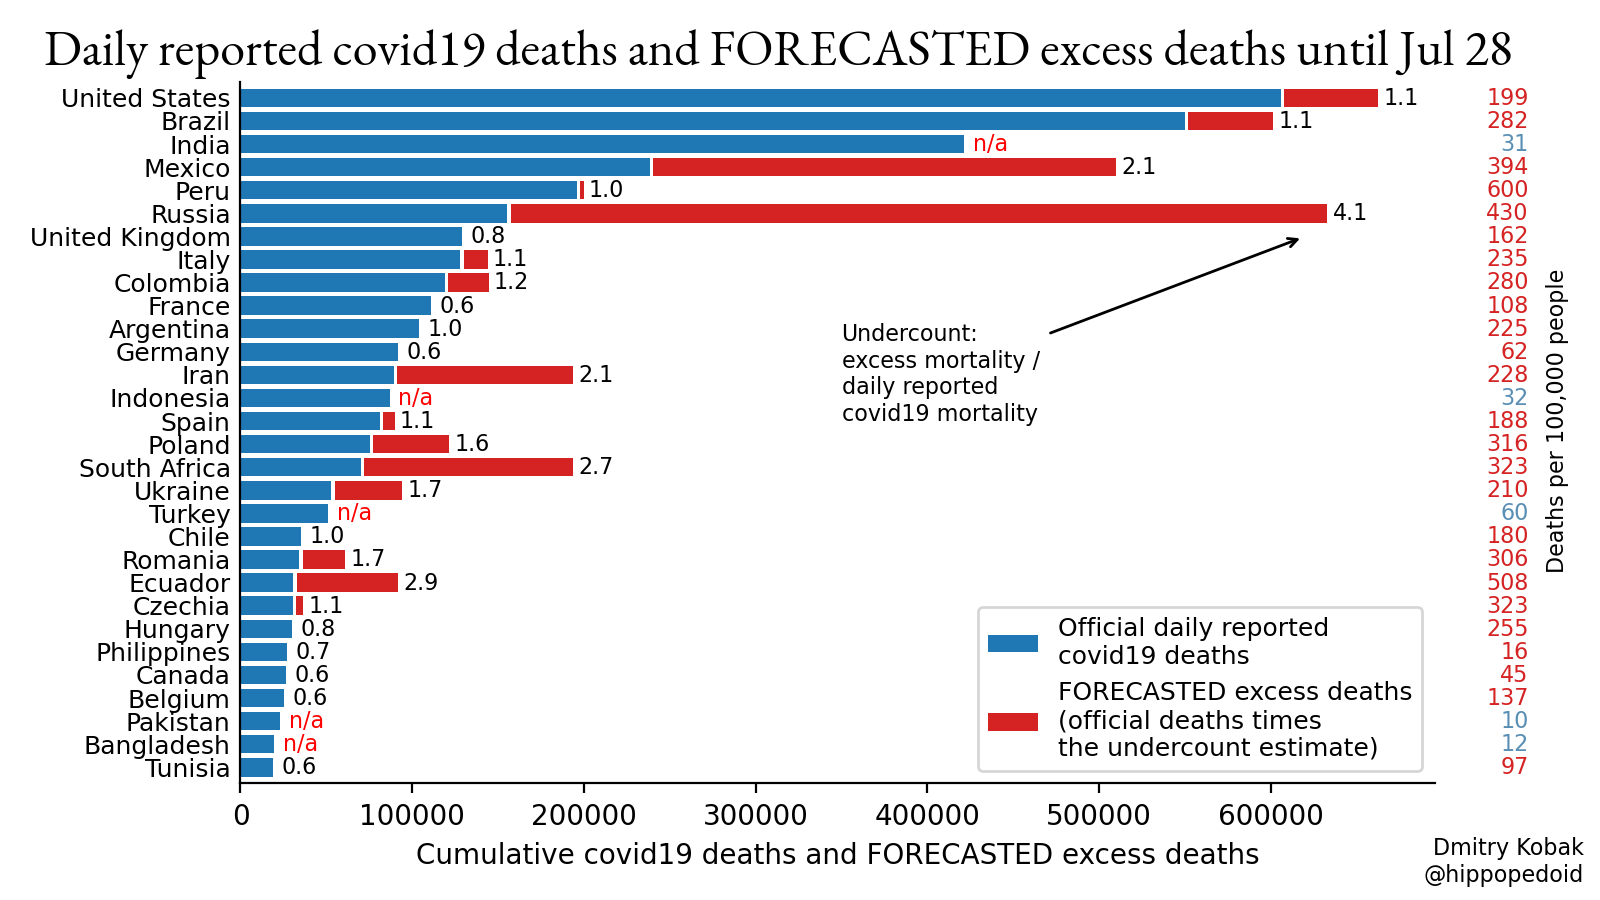 Daily reported covid19 deaths and FORECASTED excess deaths until Jul 28
United States 1.1 199
Brazil 1.1 282
India n/a 31
Mexico 2.1 394
Peru 1.0 600
Russia 4.1 430
United Kingdom 0.8 162
Italy 1.1 235
Colombia 1.2 280
France 0.6 108
Argentina 1.0 225
Germany 0.6 62
Iran 2.1 228
Indonesia n/a 32
Spain 1.1 188
Poland 1.6 316
South Africa 2.7 323
Ukraine 1.7 210
Turkey n/a 60
Chile 1.0 180
Romania 1.7 306
Ecuador 2.9 508
Czechia 1.1 323
Hungary 0.8 255
Philippines 0.7 16
Canada 0.6 45
Belgium 0.6 137
Pakistan n/a 10
Bangladesh n/a 12
Tunisia 0.6 97
Undercount:
excess mortality /
daily reported
covid19 mortality
Deaths per 100,000 people
Official daily reported
covid19 deaths
FORECASTED excess deaths
(official deaths times
the undercount estimate)
0 100000 200000 300000 400000 500000 600000
Cumulative covid19 deaths and FORECASTED excess deaths
Dmitry Kobak
@hippopedoid